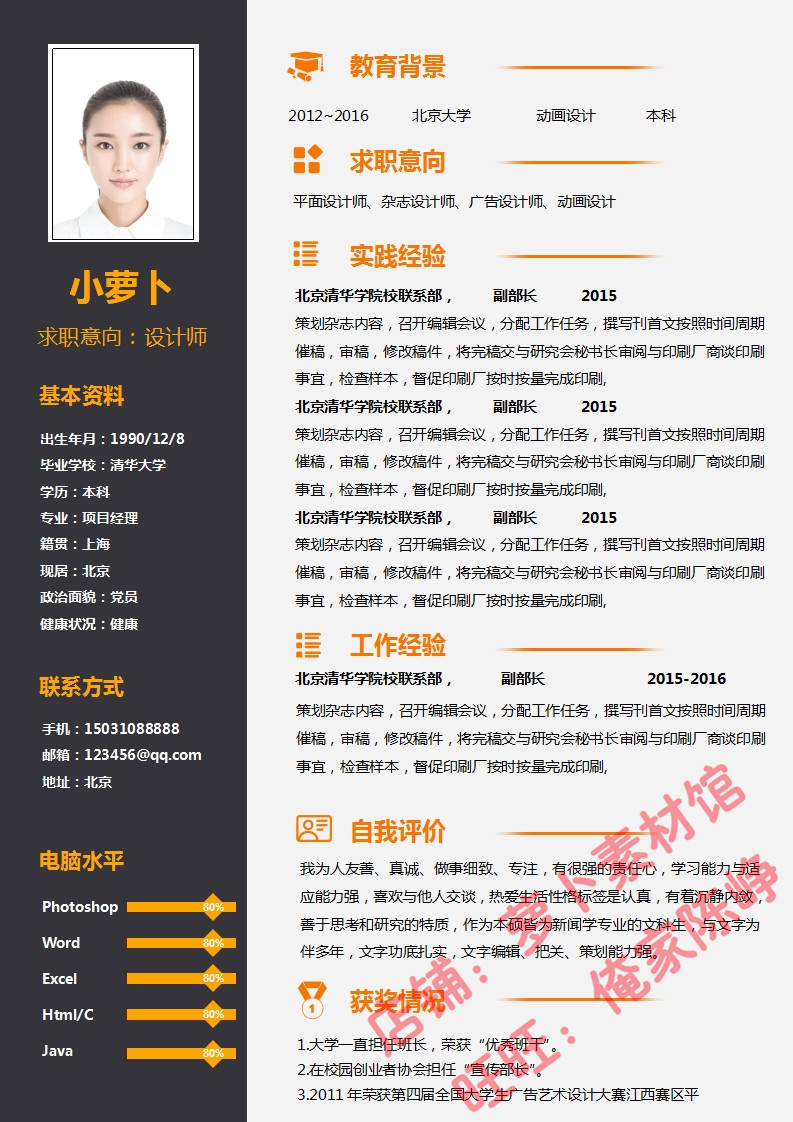 小萝卜
求职意向：设计师
基本资料
出生年月：1990/12/8
毕业学校：清华大学
学历：本科
专业：项目经理
籍贯：上海
现居：北京
政治面貌：党员
健康状况：健康
联系方式
手机：15031088888
邮箱：123456@qq.com
地址：北京
电脑水平
Photoshop 80%
Word 80%
Excel 80%
Html/C 80%
Java 80%
教育背景
2012~2016 北京大学 动画设计 本科
求职意向
平面设计师、杂志设计师、广告设计师、动画设计
实践经验
北京清华学院校联系部， 副部长 2015
策划杂志内容，召开编辑会议，分配工作任务，撰写刊首文按照时间周期
催稿，审稿，修改稿件，将完稿交与研究会秘书长审阅与印刷厂商谈印刷
事宜，检查样本，督促印刷厂按时按量完成印刷,
北京清华学院校联系部， 副部长 2015
策划杂志内容，召开编辑会议，分配工作任务，撰写刊首文按照时间周期
催稿，审稿，修改稿件，将完稿交与研究会秘书长审阅与印刷厂商谈印刷
事宜，检查样本，督促印刷厂按时按量完成印刷,
北京清华学院校联系部， 副部长 2015
策划杂志内容，召开编辑会议，分配工作任务，撰写刊首文按照时间周期
催稿，审稿，修改稿件，将完稿交与研究会秘书长审阅与印刷厂商谈印刷
事宜，检查样本，督促印刷厂按时按量完成印刷,
工作经验
北京清华学院校联系部， 副部长 2015-2016
策划杂志内容，召开编辑会议，分配工作任务，撰写刊首文按照时间周期
催稿，审稿，修改稿件，将完稿交与研究会秘书长审阅与印刷厂商谈印刷
事宜，检查样本，督促印刷厂按时按量完成印刷,
自我评价
我为人友善、真诚、做事细致、专注，有很强的责任心，学习能力与适
应能力强，喜欢与他人交谈，热爱生活性格标签是认真，有着沉静内敛，
善于思考和研究的特质，作为本硕皆为新闻学专业的文科生，与文字为
伴多年，文字功底扎实，文字编辑、把关、策划能力强。
获奖情况
1
1.大学一直担任班长，荣获“优秀班干”。
2.在校园创业者协会担任“宣传部长”。
3.2011 年荣获第四届全国大学生广告艺术设计大赛江西赛区平
店铺：萝卜素材馆
旺旺：俺家陈峥